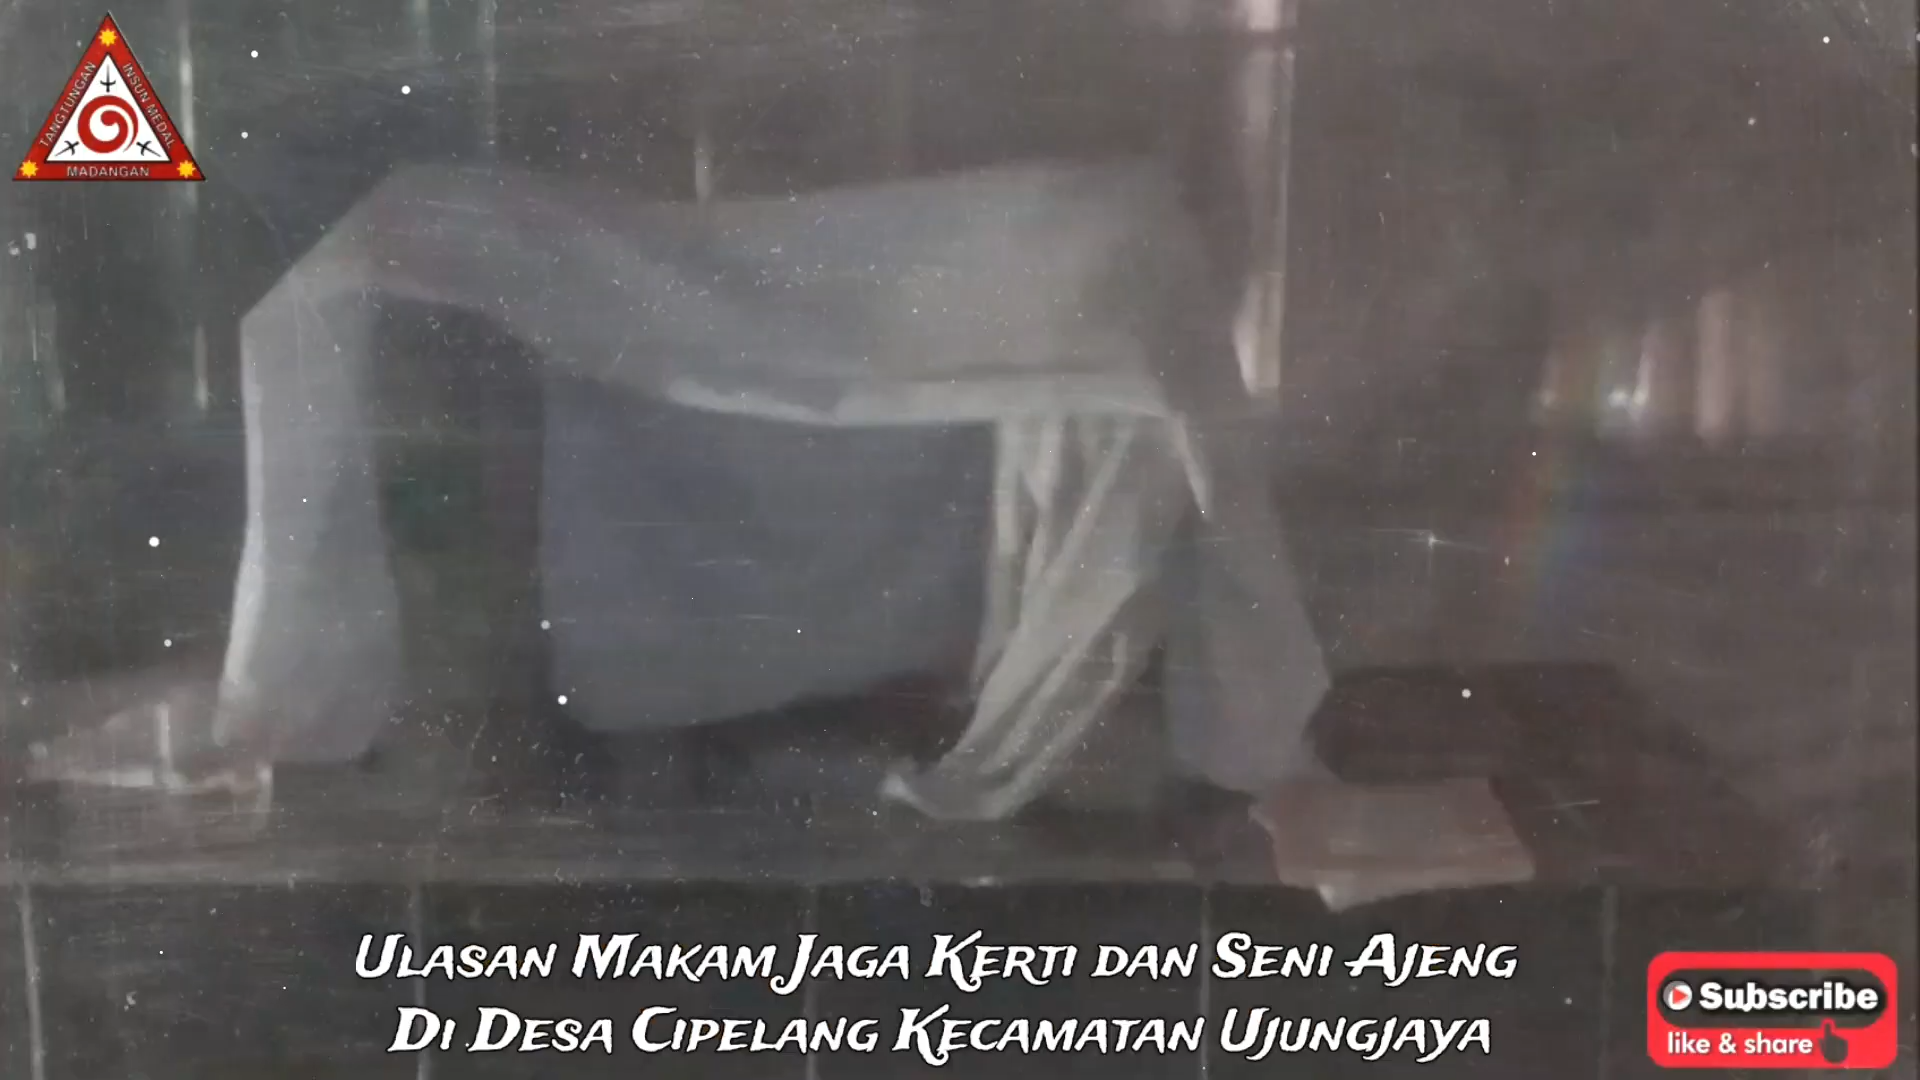 TANGTUNGAN
INSUN MEDAL
MADANGAN
Ulasan Makam Jaga Kerti dan Seni Ajeng
Di Desa Cipelang Kecamatan Ujungjaya
Subscribe
like & share